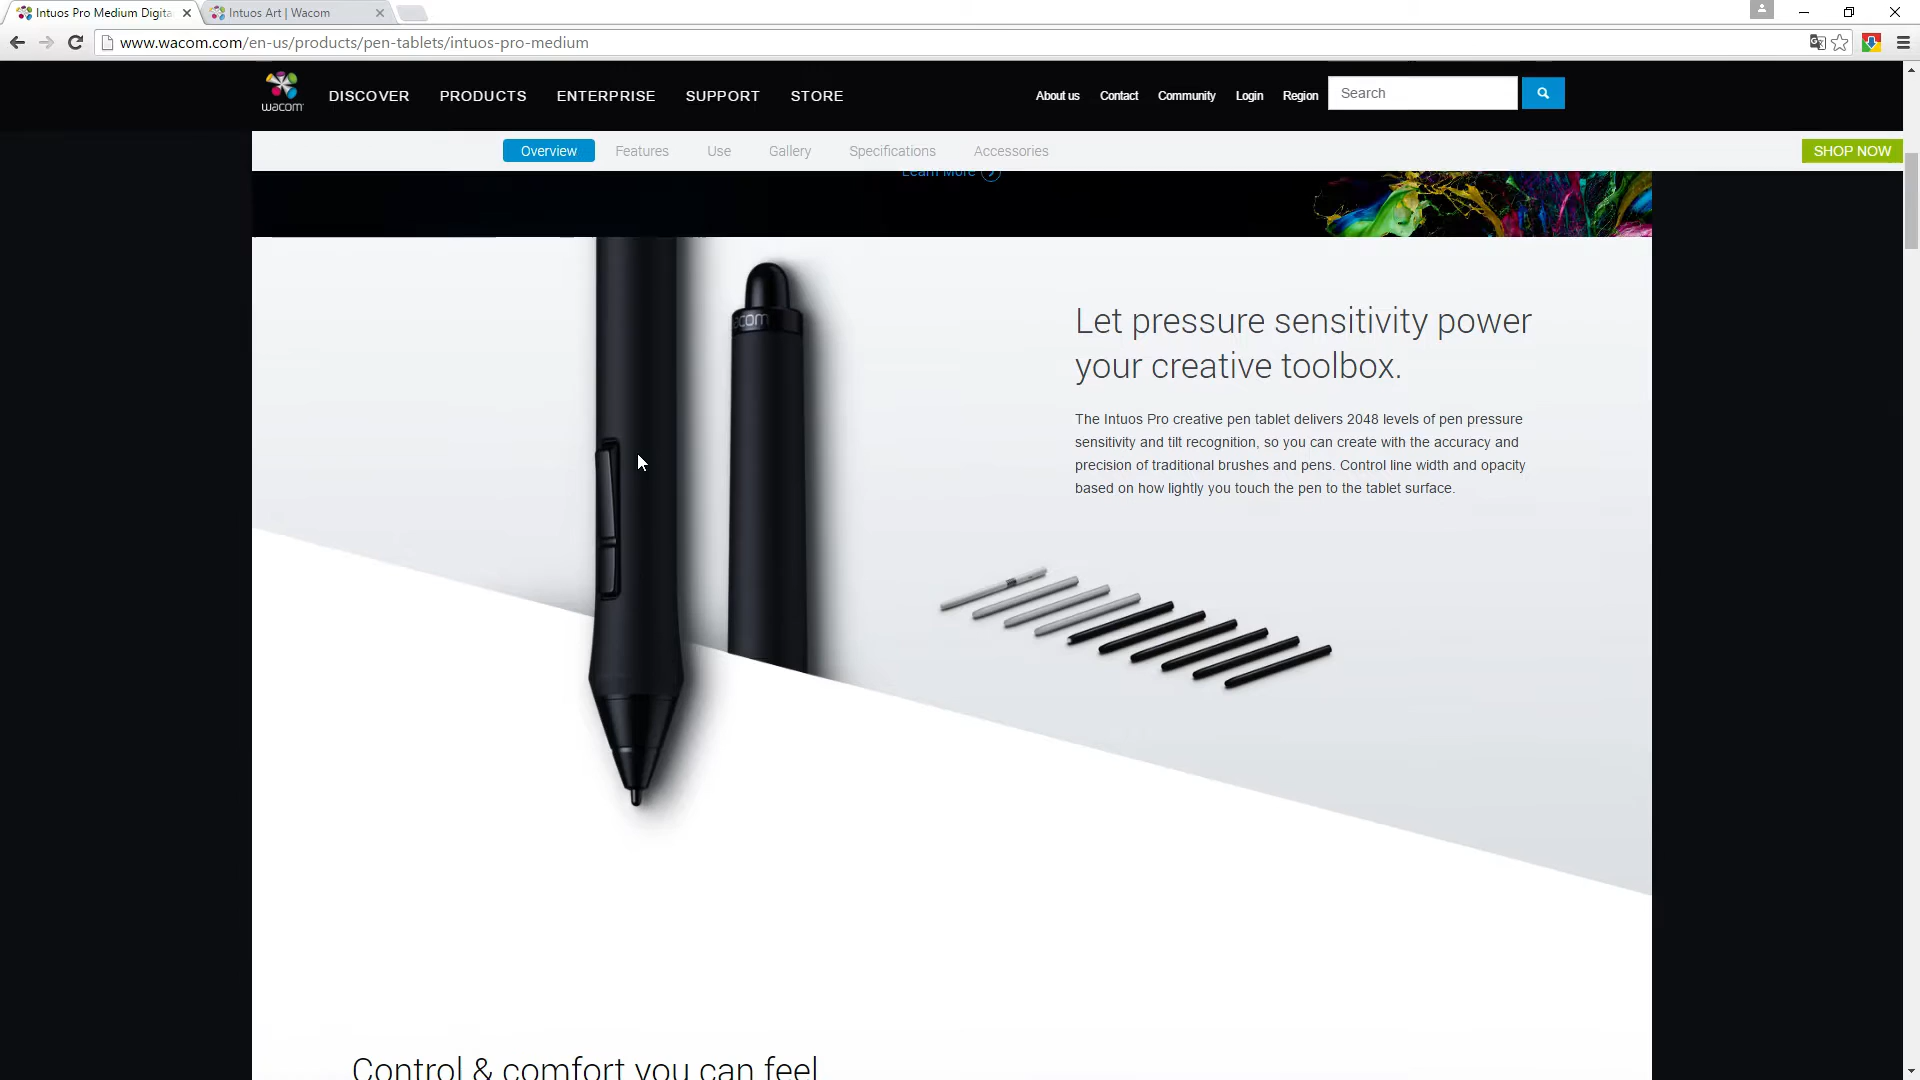 Intuos Pro Medium Digita
Intuos Art | Wacom
www.wacom.com/en-us/products/pen-tablets/intuos-pro-medium
wacom
DISCOVER
PRODUCTS
ENTERPRISE
SUPPORT
STORE
About us
Contact
Community
Login
Region
Search
Overview
Features
Use
Gallery
Specifications
Accessories
SHOP NOW
Learn More
wacom
Let pressure sensitivity power
your creative toolbox.
The Intuos Pro creative pen tablet delivers 2048 levels of pen pressure
sensitivity and tilt recognition, so you can create with the accuracy and
precision of traditional brushes and pens. Control line width and opacity
based on how lightly you touch the pen to the tablet surface.
Control & comfort you can feel